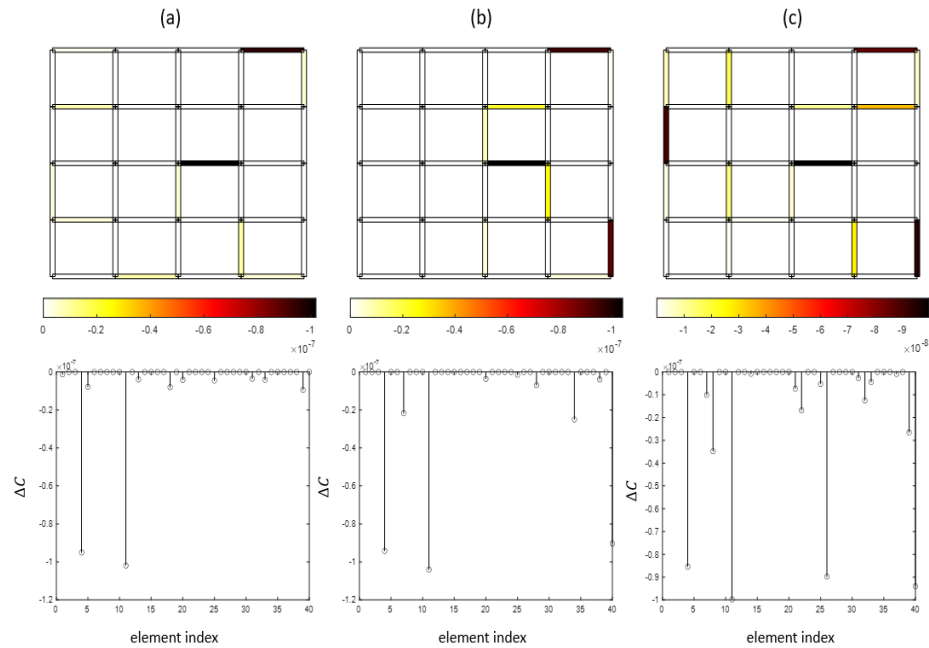 (a) (b) (c)
0 -0.2 -0.4 -0.6 -0.8 -1
×10⁻⁷
0 -0.2 -0.4 -0.6 -0.8 -1
×10⁻⁷
-1 -2 -3 -4 -5 -6 -7 -8 -9
×10⁻⁸
×10⁻⁷
0
-0.2
-0.4
-0.6
-0.8
-1
-1.2
ΔC
0 5 10 15 20 25 30 35 40
element index
×10⁻⁷
0
-0.2
-0.4
-0.6
-0.8
-1
-1.2
ΔC
0 5 10 15 20 25 30 35 40
element index
×10⁻⁷
0
-0.1
-0.2
-0.3
-0.4
-0.5
-0.6
-0.7
-0.8
-0.9
-1
ΔC
0 5 10 15 20 25 30 35 40
element index